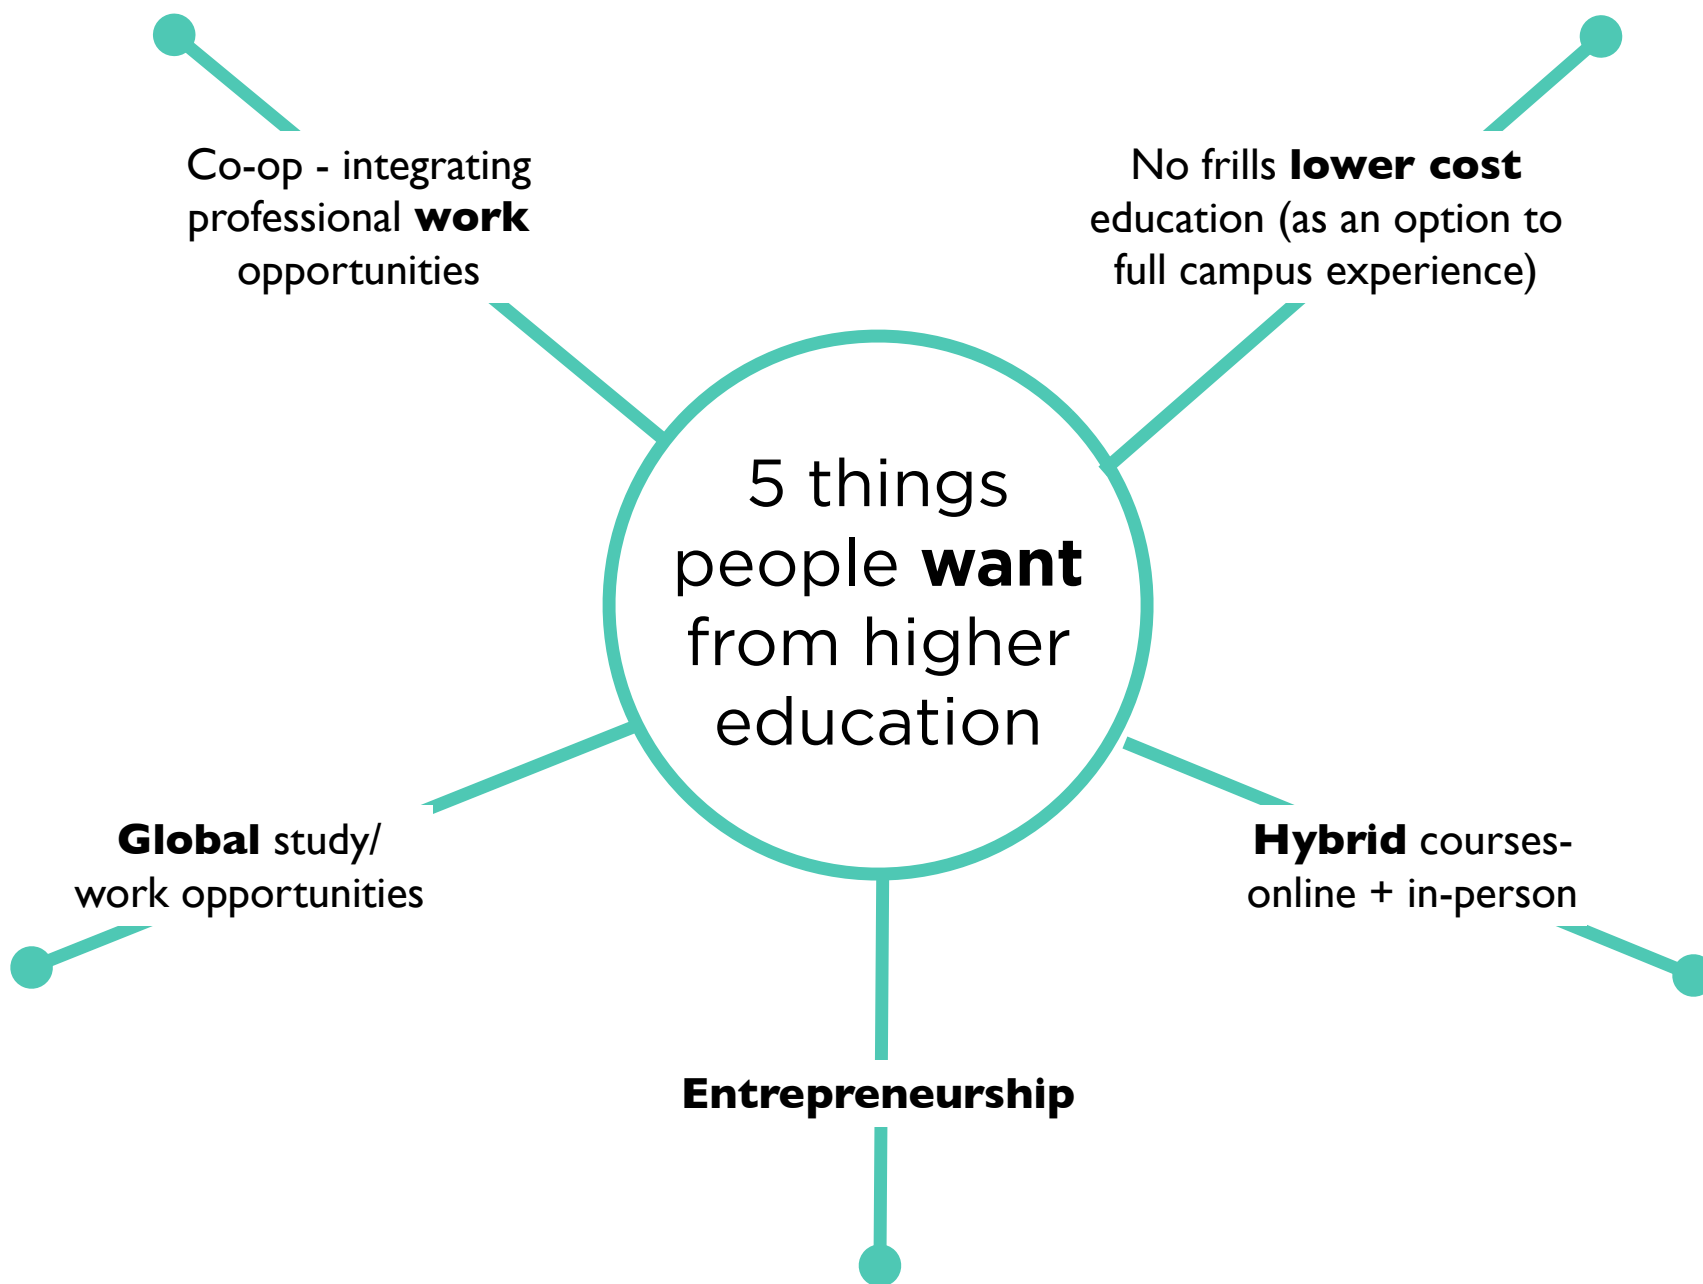 Co-op - integrating
professional work
opportunities
No frills lower cost
education (as an option to
full campus experience)
5 things
people want
from higher
education
Global study/
work opportunities
Hybrid courses-
online + in-person
Entrepreneurship